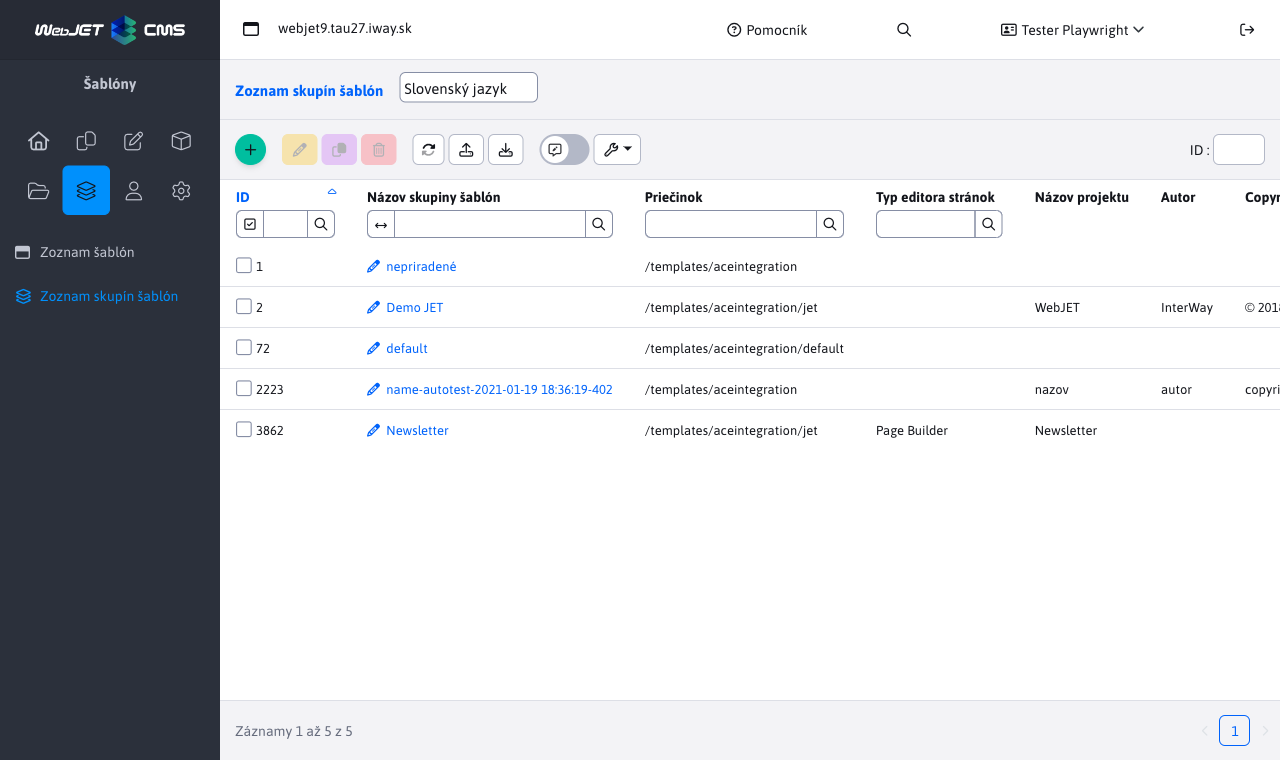 WebJET CMS
webjet9.tau27.iway.sk
Pomocník
Tester Playwright
Šablóny
Zoznam skupín šablón
Slovenský jazyk
ID :
Zoznam šablón
Zoznam skupín šablón
ID Názov skupiny šablón Priečinok Typ editora stránok Názov projektu Autor Copyr
1 nepriradené /templates/aceintegration
2 Demo JET /templates/aceintegration/jet WebJET InterWay © 2018
72 default /templates/aceintegration/default
2223 name-autotest-2021-01-19 18:36:19-402 /templates/aceintegration nazov autor copyri
3862 Newsletter /templates/aceintegration/jet Page Builder Newsletter
Záznamy 1 až 5 z 5
1